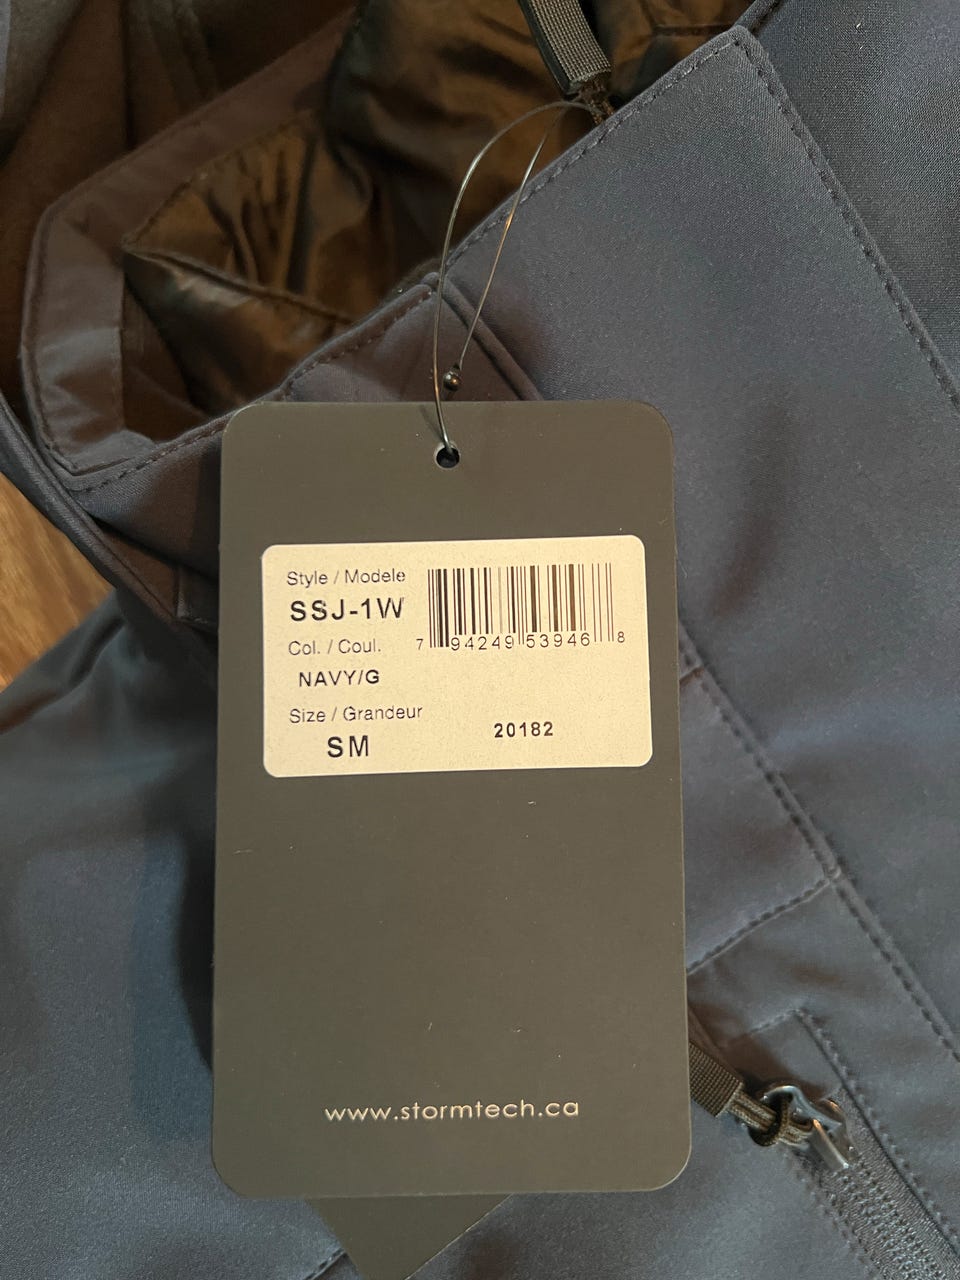 Style / Modele
SSJ-1W
Col. / Coul.
NAVY/G
Size / Grandeur
SM
7 94249 53946 8
20182
www.stormtech.ca